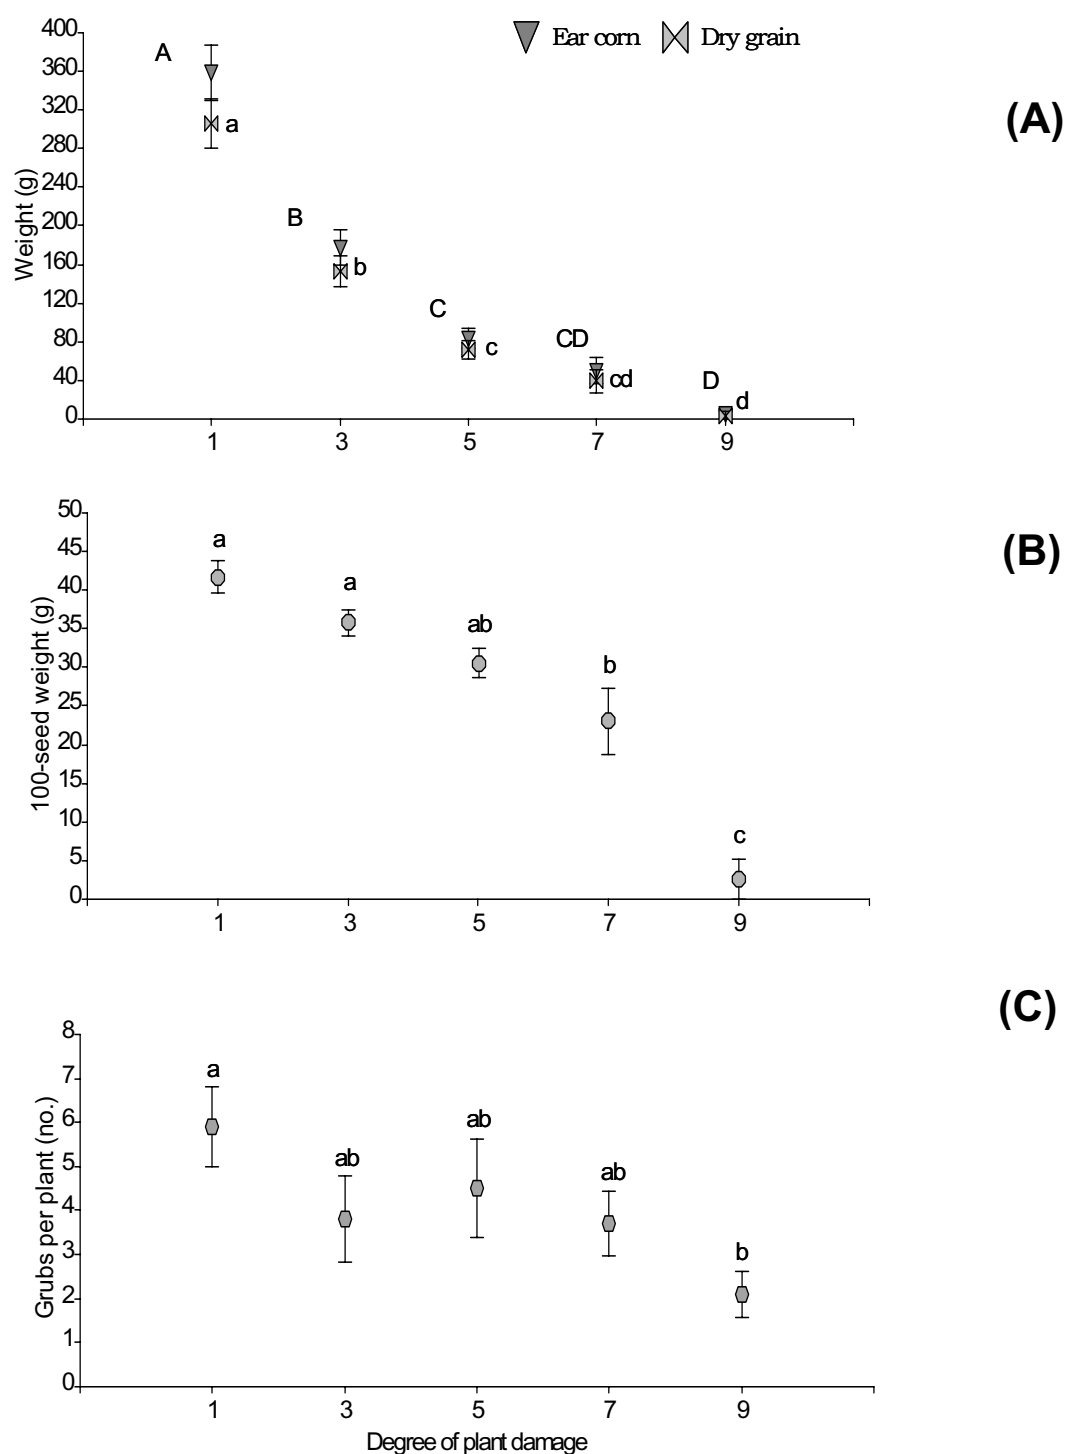 Ear corn Dry grain
(A)
Weight (g)
400
360
320
280
240
200
160
120
80
40
0
A
a
B
b
C
c
CD
cd
D
d
1 3 5 7 9
(B)
100-seed weight (g)
50
45
40
35
30
25
20
15
10
5
0
a
a
ab
b
c
1 3 5 7 9
(C)
Grubs per plant (no.)
8
7
6
5
4
3
2
1
0
a
ab
ab
ab
b
1 3 5 7 9
Degree of plant damage